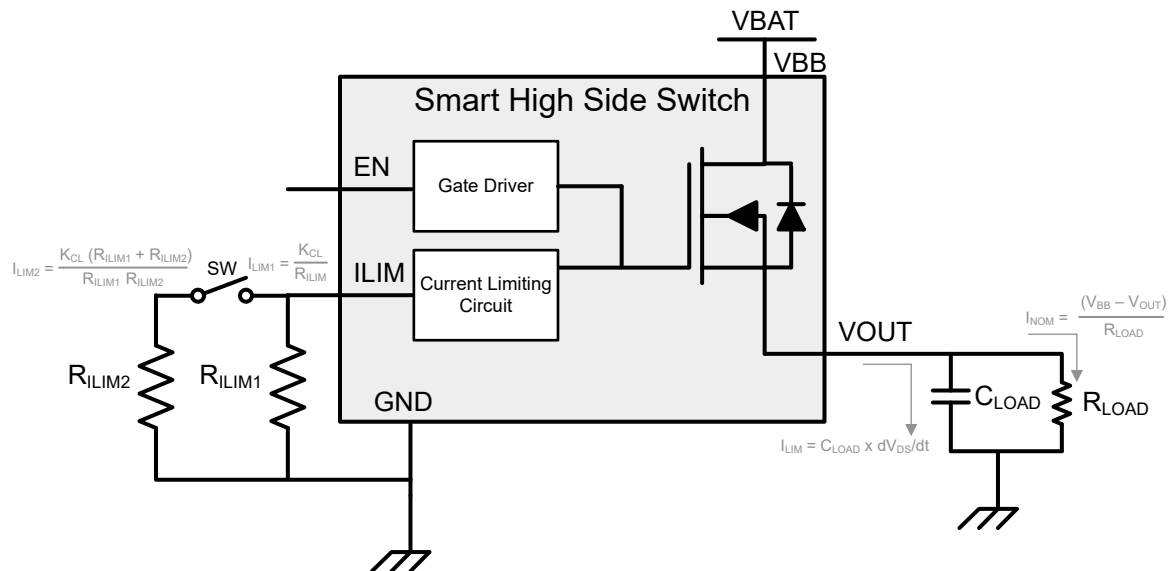 VBAT
VBB
Smart High Side Switch
EN
Gate Driver
I_LIM2 = K_CL (R_ILIM1 + R_ILIM2) / R_ILIM1 R_ILIM2
SW
I_LIM1 = K_CL / R_ILIM
ILIM
Current Limiting
Circuit
I_NOM = (V_BB – V_OUT) / R_LOAD
VOUT
R_ILIM2
R_ILIM1
GND
C_LOAD
R_LOAD
I_LIM = C_LOAD x dV_DS/dt